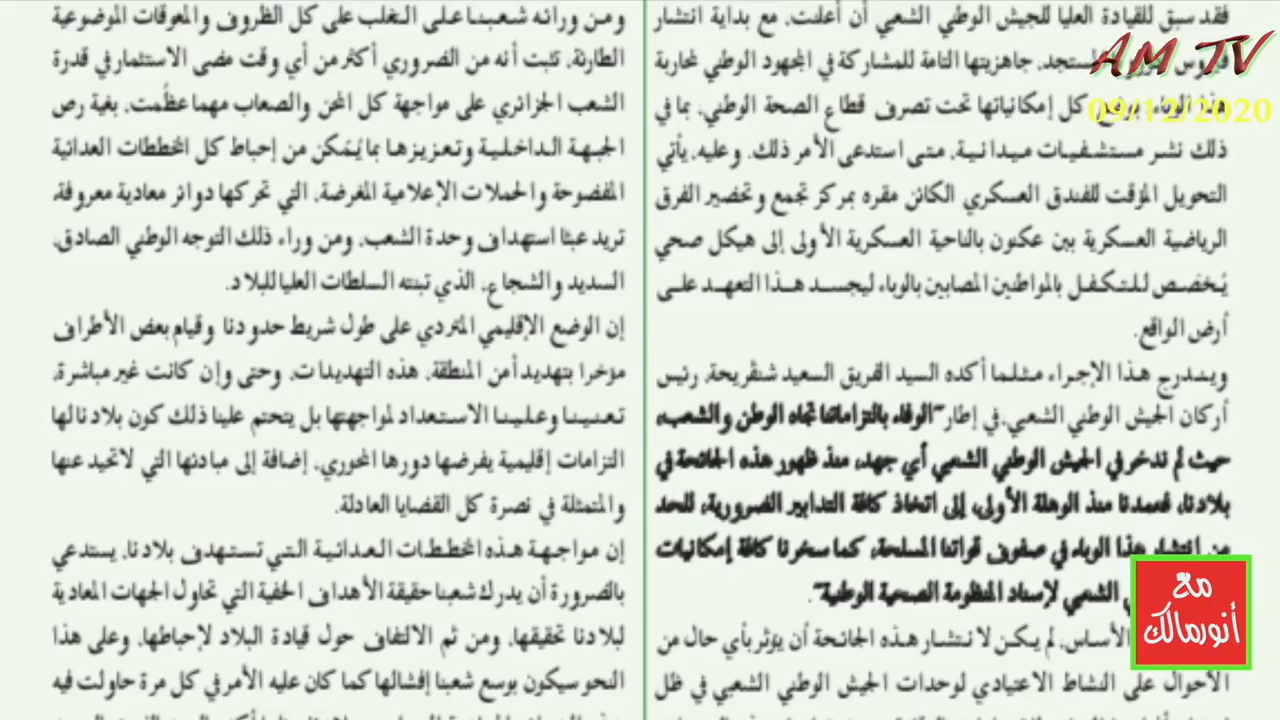 فقد سبق للقيادة العليا للجيش الوطني الشعبي أن أعلنت، مع بداية انتشار
المستجد، جاهزيتها التامة للمشاركة في المجهود الوطني لمحاربة
هذا الوباء بوضع كل إمكانياتها تحت تصرف قطاع الصحة الوطني، بما في
ذلك نشر مستشفيات ميدانية، متى استدعى الأمر ذلك. وعليه، يأتي
التحويل المؤقت للفندق العسكري الكائن مقره بمركز تجمع وتحضير الفرق
الرياضية العسكرية ببن عكنون بالناحية العسكرية الأولى إلى هيكل صحي
يُخصَص للتكفل بالمواطنين المصابين بالوباء ليجسد هذا التعهد على
أرض الواقع.
ويندرج هذا الإجراء مثلما أكده السيد الفريق السعيد شنڤريحة، رئيس
أركان الجيش الوطني الشعبي، في إطار "الوفاء بالتزاماتنا تجاه الوطن والشعب،
حيث لم ندخر في الجيش الوطني الشعبي أي جهد، منذ ظهور هذه الجائحة في
بلادنا، فعمدنا منذ الوهلة الأولى، إلى اتخاذ كافة التدابير الضرورية، للحد
من انتشار هذا الوباء في صفوف قواتنا المسلحة، كما سخرنا كافة إمكانيات
الشعبي لإسناد المنظومة الصحية الوطنية".
الأساس، لم يكن لانتشار هذه الجائحة أن يؤثر بأي حال من
الأحوال على النشاط الاعتيادي لوحدات الجيش الوطني الشعبي في ظل
ومن ورائه شعبنا على التغلب على كل الظروف والمعوقات الموضوعية
الطارئة، تثبت أنه من الضروري أكثر من أي وقت مضى الاستثمار في قدرة
الشعب الجزائري على مواجهة كل المحن والصعاب مهما عظُمت، بغية رص
الجبهة الداخلية وتعزيزها بما يُمَكن من إحباط كل المخططات العدائية
المفضوحة والحملات الإعلامية المغرضة، التي تحركها دوائر معادية معروفة،
تريد عبثا استهداف وحدة الشعب، ومن وراء ذلك التوجه الوطني الصادق،
السديد والشجاع، الذي تبنته السلطات العليا للبلاد.
إن الوضع الإقليمي المتردي على طول شريط حدودنا وقيام بعض الأطراف
مؤخرا بتهديد أمن المنطقة، هذه التهديدات، وحتى وإن كانت غير مباشرة،
تعنينا وعلينا الاستعداد لمواجهتها بل يتحتم علينا ذلك كون بلادنا لها
التزامات إقليمية يفرضها دورها المحوري، إضافة إلى مبادئها التي لا تحيد عنها
والمتمثلة في نصرة كل القضايا العادلة.
إن مواجهة هذه المخططات العدائية التي تستهدف بلادنا، يستدعي
بالضرورة أن يدرك شعبنا حقيقة الأهداف الخفية التي تحاول الجهات المعادية
لبلادنا تحقيقها، ومن ثم الالتفاف حول قيادة البلاد لإحباطها. وعلى هذا
النحو سيكون بوسع شعبنا إفشالها كما كان عليه الأمر في كل مرة حاولت فيه
AM TV
09/12/2020
مع
أنورمالك